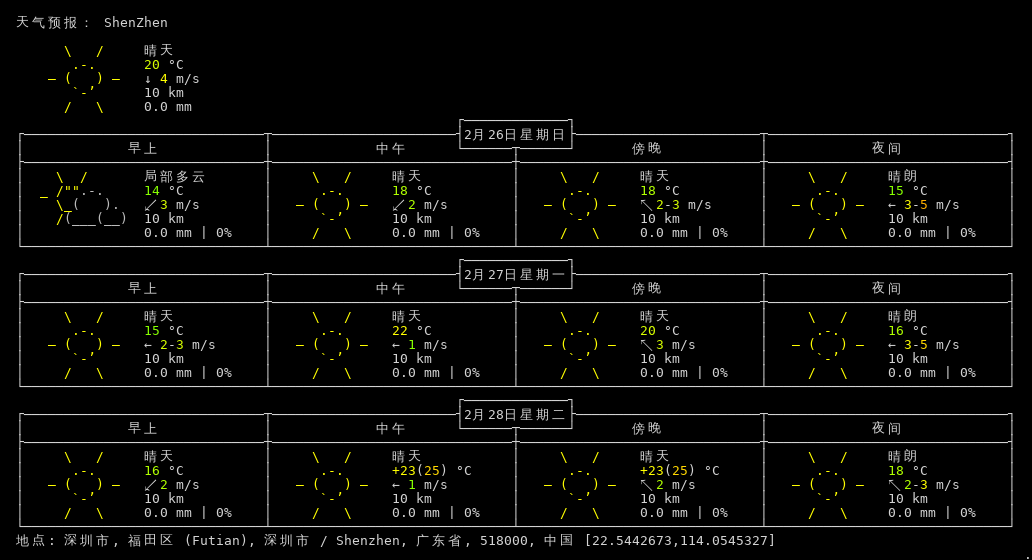 天气预报: ShenZhen
晴天
20 °C
↓ 4 m/s
10 km
0.0 mm
2月26日星期日
早上 中午 傍晚 夜间
局部多云 晴天 晴天 晴朗
14 °C 18 °C 18 °C 15 °C
↙ 3 m/s ↙ 2 m/s ↖ 2-3 m/s ← 3-5 m/s
10 km 10 km 10 km 10 km
0.0 mm | 0% 0.0 mm | 0% 0.0 mm | 0% 0.0 mm | 0%
2月27日星期一
早上 中午 傍晚 夜间
晴天 晴天 晴天 晴朗
15 °C 22 °C 20 °C 16 °C
← 2-3 m/s ← 1 m/s ↖ 3 m/s ← 3-5 m/s
10 km 10 km 10 km 10 km
0.0 mm | 0% 0.0 mm | 0% 0.0 mm | 0% 0.0 mm | 0%
2月28日星期二
早上 中午 傍晚 夜间
晴天 晴天 晴天 晴朗
16 °C +23(25) °C +23(25) °C 18 °C
↙ 2 m/s ← 1 m/s ↖ 2 m/s ↖ 2-3 m/s
10 km 10 km 10 km 10 km
0.0 mm | 0% 0.0 mm | 0% 0.0 mm | 0% 0.0 mm | 0%
地点: 深圳市, 福田区 (Futian), 深圳市 / Shenzhen, 广东省, 518000, 中国 [22.5442673,114.0545327]